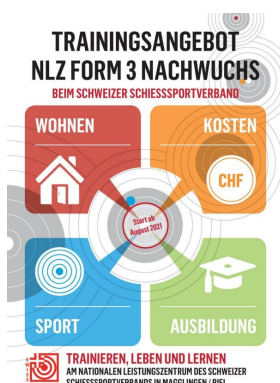 TRAININGSANGEBOT
NLZ FORM 3 NACHWUCHS
BEIM SCHWEIZER SCHIESSSPORTVERBAND
WOHNEN
KOSTEN
CHF
Start ab
August 2021
SPORT
AUSBILDUNG
TRAINIEREN, LEBEN UND LERNEN
AM NATIONALEN LEISTUNGSZENTRUM DES SCHWEIZER
SCHIESSSPORTVERBANDS IN MAGGLINGEN / BIEL